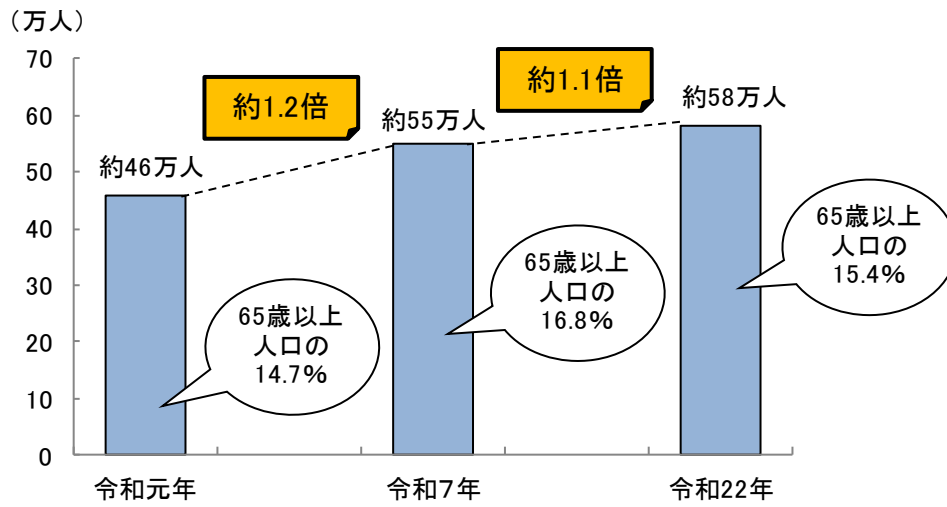 （万人）
70
60
50
40
30
20
10
0
約1.2倍
約1.1倍
約46万人
約55万人
約58万人
65歳以上
人口の
14.7%
65歳以上
人口の
16.8%
65歳以上
人口の
15.4%
令和元年
令和7年
令和22年